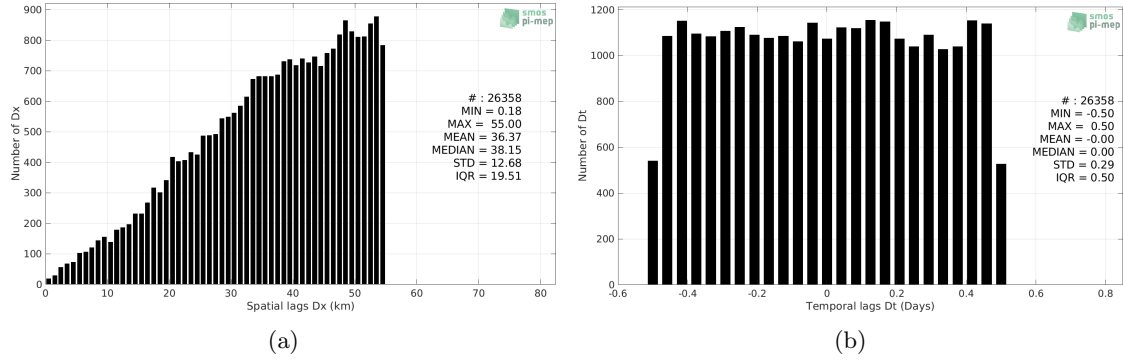 900
800
700
600
500
400
300
200
100
0
Number of Dx
smos
pi-mep
# : 26358
MIN = 0.18
MAX = 55.00
MEAN = 36.37
MEDIAN = 38.15
STD = 12.68
IQR = 19.51
0 10 20 30 40 50 60 70 80
Spatial lags Dx (km)
(a)
1200
1000
800
600
400
200
0
Number of Dt
smos
pi-mep
# : 26358
MIN = -0.50
MAX = 0.50
MEAN = -0.00
MEDIAN = 0.00
STD = 0.29
IQR = 0.50
-0.6 -0.4 -0.2 0 0.2 0.4 0.6 0.8
Temporal lags Dt (Days)
(b)